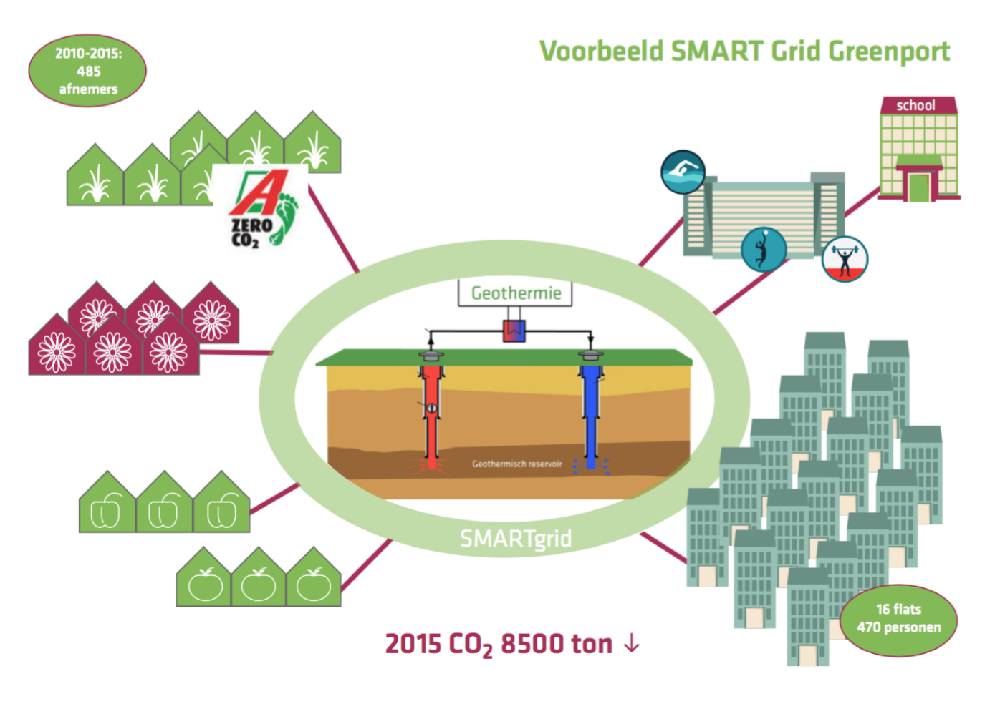 2010-2015:
485
afnemers
Voorbeeld SMART Grid Greenport
school
A
ZERO
CO₂
Geothermie
Geothermisch reservoir
SMARTgrid
16 flats
470 personen
2015 CO₂ 8500 ton ↓